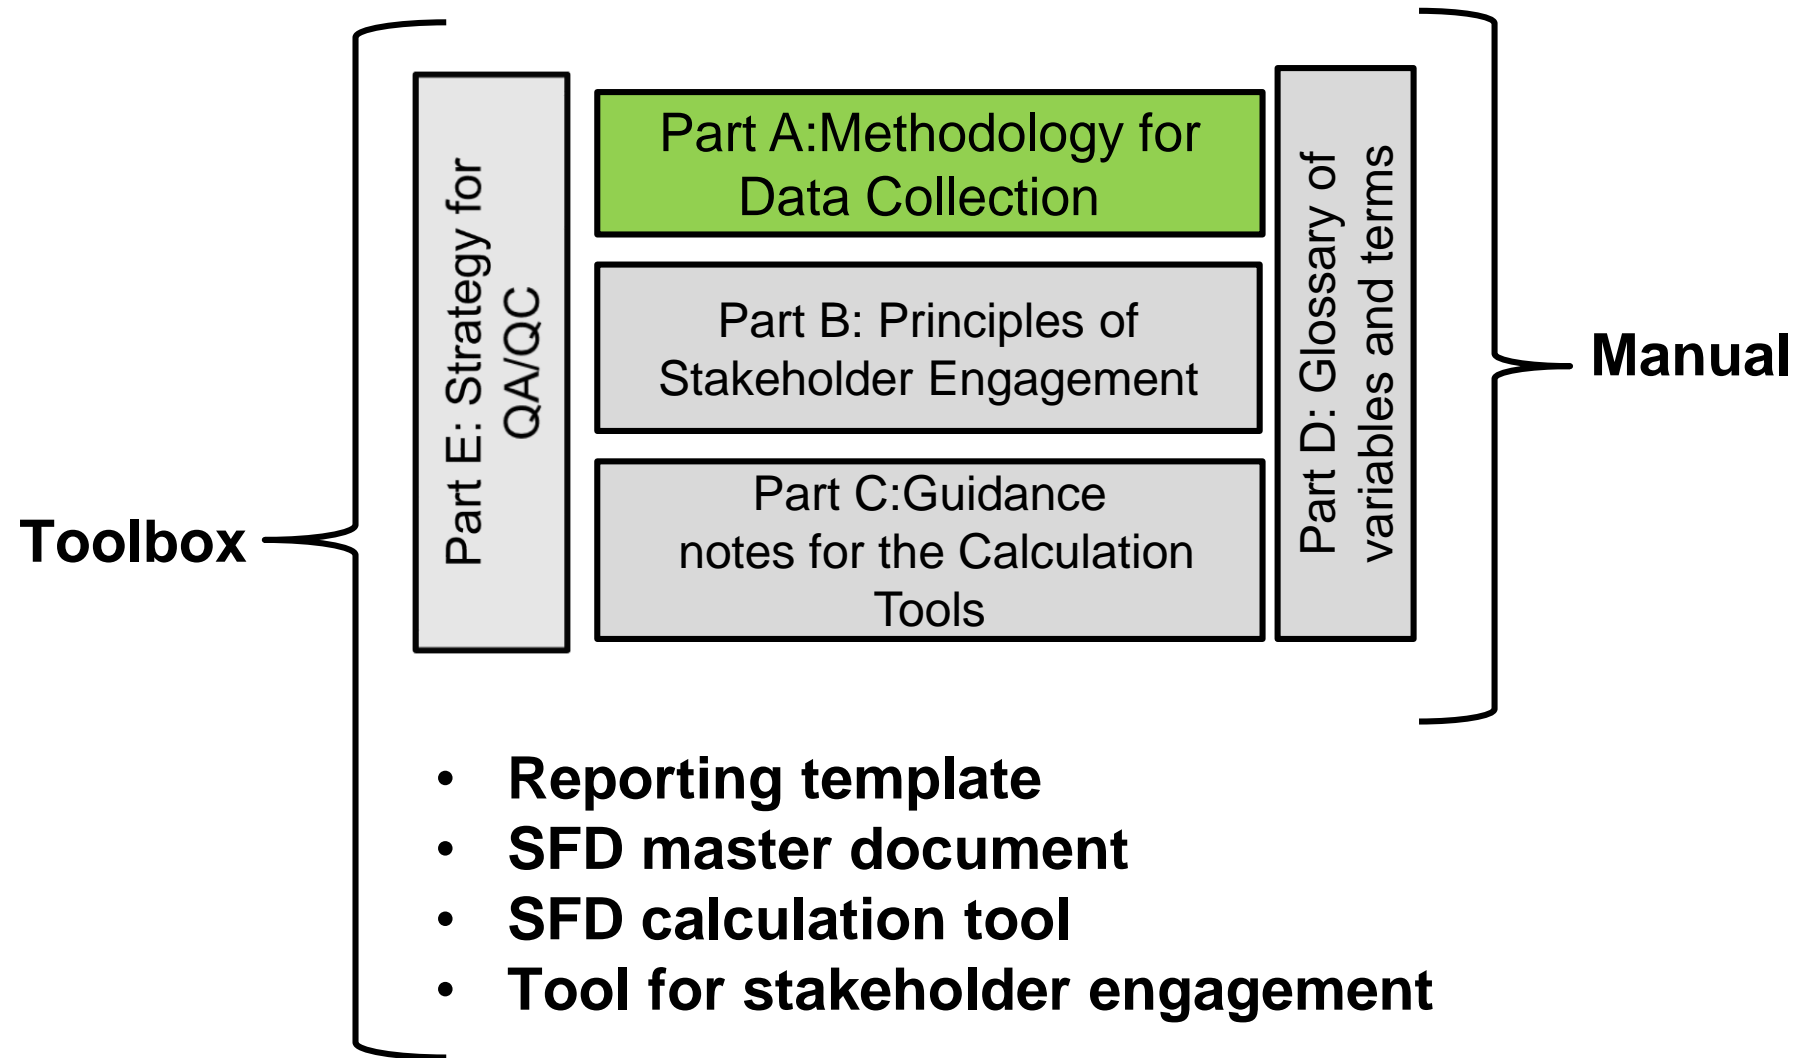 Toolbox
Part E: Strategy for
QA/QC
Part A:Methodology for
Data Collection
Part B: Principles of
Stakeholder Engagement
Part C:Guidance
notes for the Calculation
Tools
Part D: Glossary of
variables and terms
Manual
• Reporting template
• SFD master document
• SFD calculation tool
• Tool for stakeholder engagement